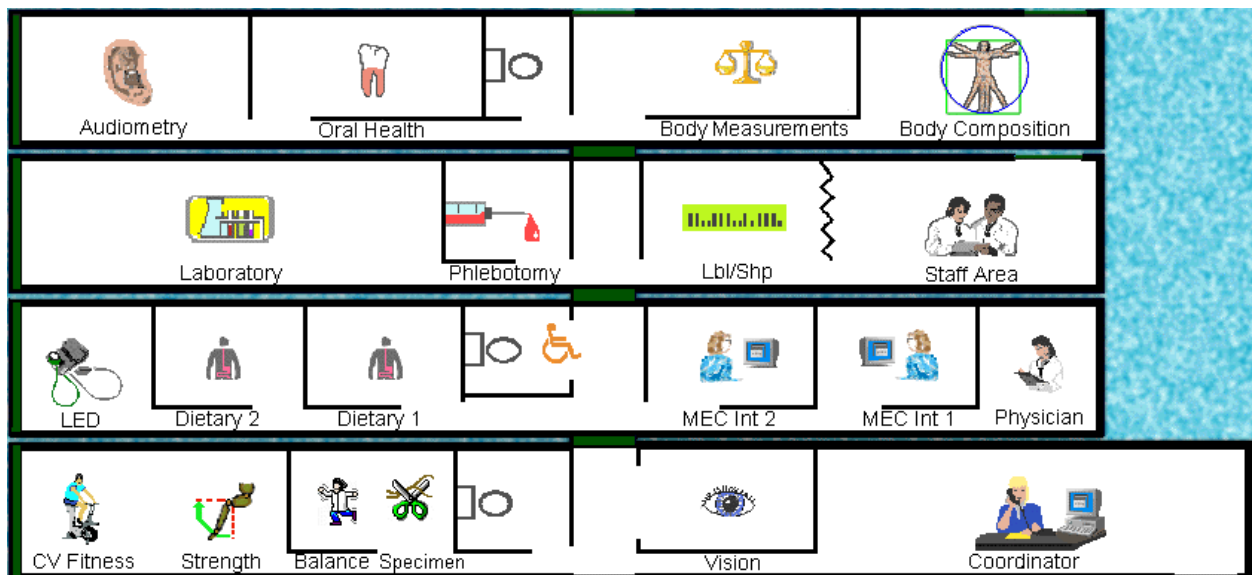 Audiometry
Oral Health
Body Measurements
Body Composition
Laboratory
Phlebotomy
Lbl/Shp
Staff Area
LED
Dietary 2
Dietary 1
MEC Int 2
MEC Int 1
Physician
CV Fitness
Strength
Balance
Specimen
Vision
Coordinator